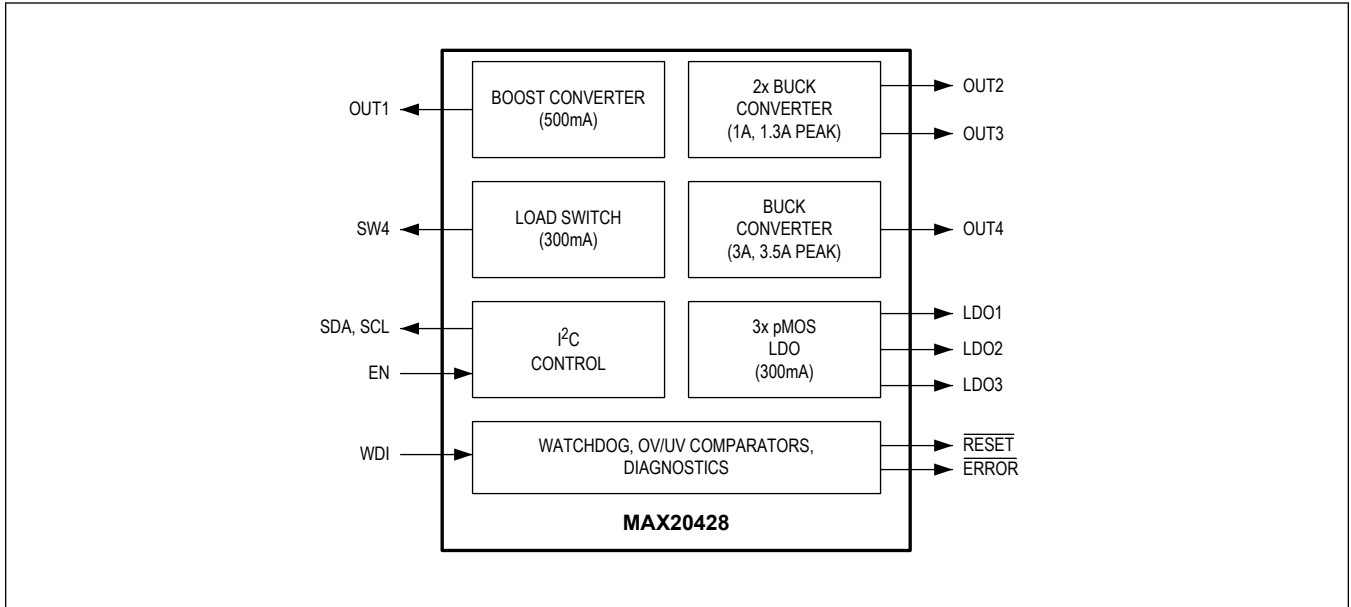 OUT1
BOOST CONVERTER
(500mA)
2x BUCK
CONVERTER
(1A, 1.3A PEAK)
OUT2
OUT3
SW4
LOAD SWITCH
(300mA)
BUCK
CONVERTER
(3A, 3.5A PEAK)
OUT4
SDA, SCL
EN
I²C
CONTROL
3x pMOS
LDO
(300mA)
LDO1
LDO2
LDO3
WDI
WATCHDOG, OV/UV COMPARATORS,
DIAGNOSTICS
RESET
ERROR
MAX20428